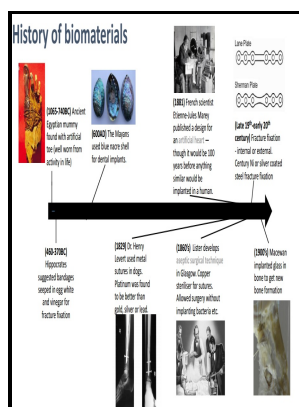 History of biomaterials
(1065-740BC) Ancient
Egyptian mummy
found with artificial
toe (well worn from
activity in life)
(600AD) The Mayans
used blue nacre shell
for dental implants.
(1881) French scientist
Etienne-Jules Marey
published a design for
an artificial heart –
though it would be 100
years before anything
similar would be
implanted in a human.
Lane Plate
Sherman Plate
(Late 19th-early 20th
century) Fracture fixation
- internal or external.
Century Ni or silver coated
steel fracture fixation
(460-370BC)
Hippocrates
suggested bandages
seeped in egg white
and vinegar for
fracture fixation
(1829) Dr. Henry
Levert used metal
sutures in dogs.
Platinum was found
to be better than
gold, silver or lead.
(1860's) Lister develops
aseptic surgical technique
in Glasgow. Copper
steriliser for sutures.
Allowed surgery without
implanting bacteria etc.
(1900's) Macewan
implanted glass in
bone to get new
bone formation